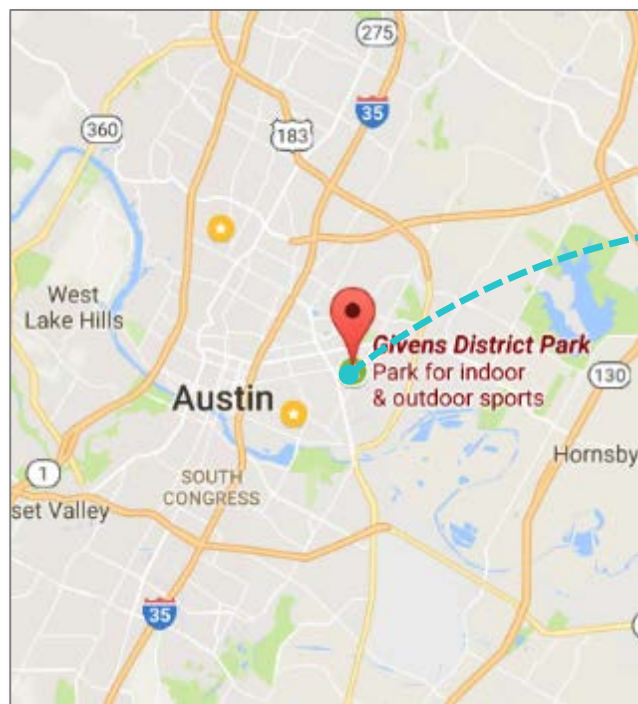 275
35
360
183
West
Lake Hills
Givens District Park
Park for indoor
& outdoor sports
130
Austin
Hornsby
1
SOUTH
CONGRESS
set Valley
35